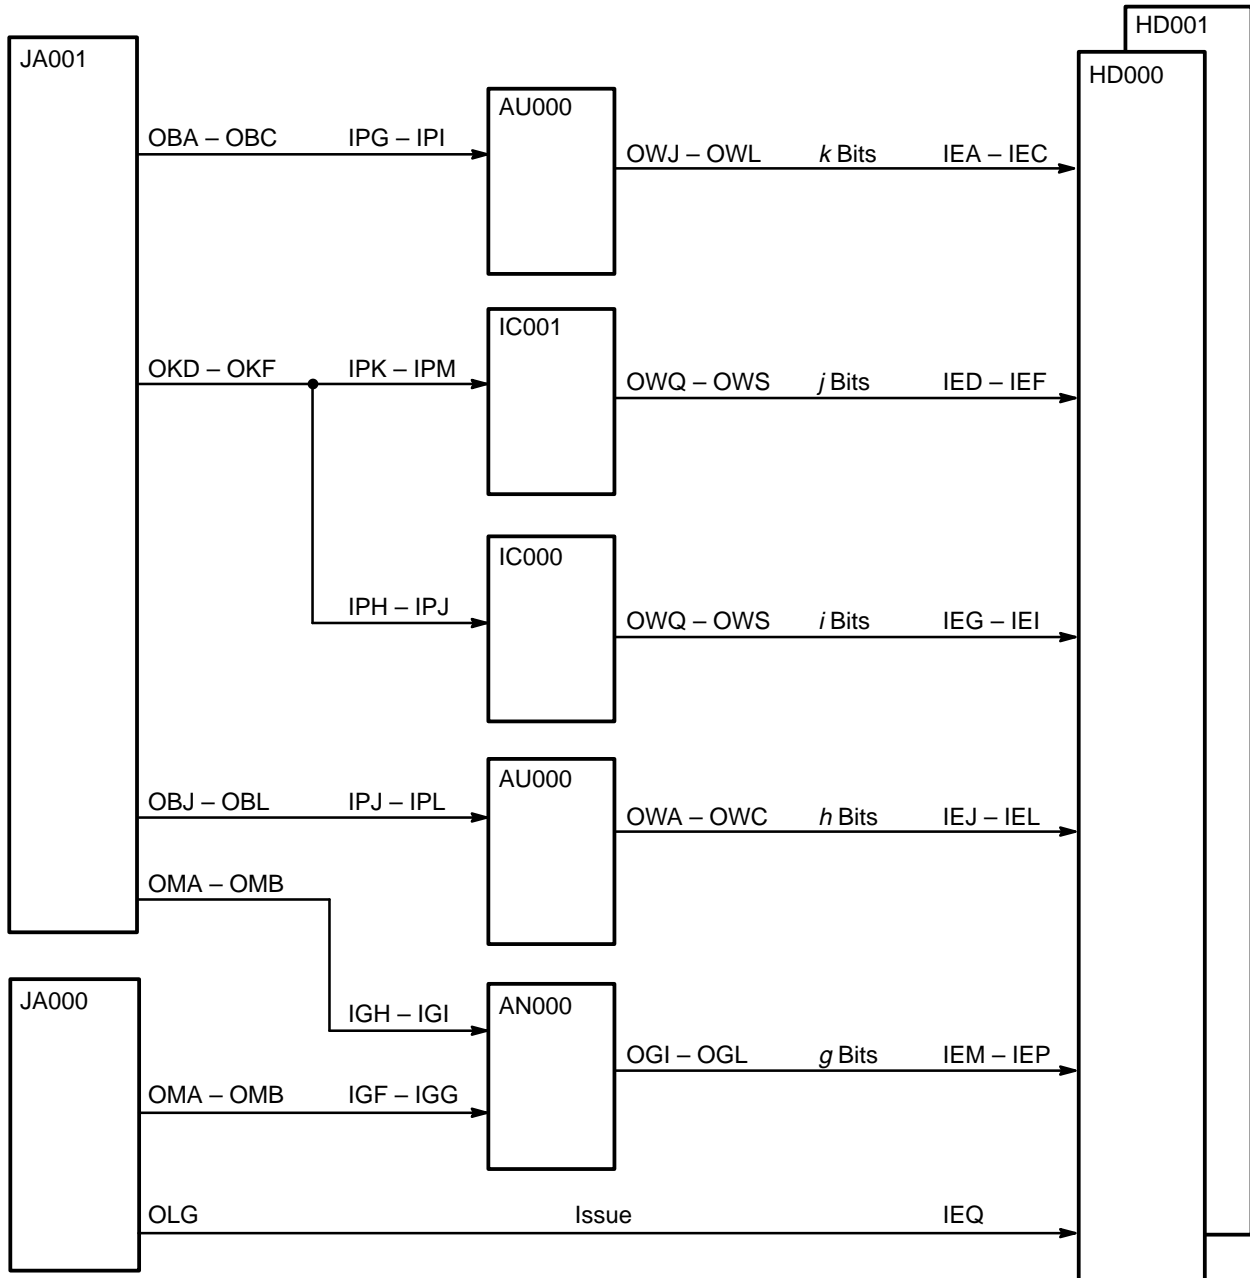 HD001
JA001
HD000
AU000
OBA – OBC IPG – IPI
OWJ – OWL k Bits IEA – IEC
IC001
OKD – OKF IPK – IPM
OWQ – OWS j Bits IED – IEF
IC000
IPH – IPJ
OWQ – OWS i Bits IEG – IEI
AU000
OBJ – OBL IPJ – IPL
OWA – OWC h Bits IEJ – IEL
OMA – OMB
JA000
AN000
IGH – IGI
OGI – OGL g Bits IEM – IEP
OMA – OMB IGF – IGG
OLG Issue IEQ